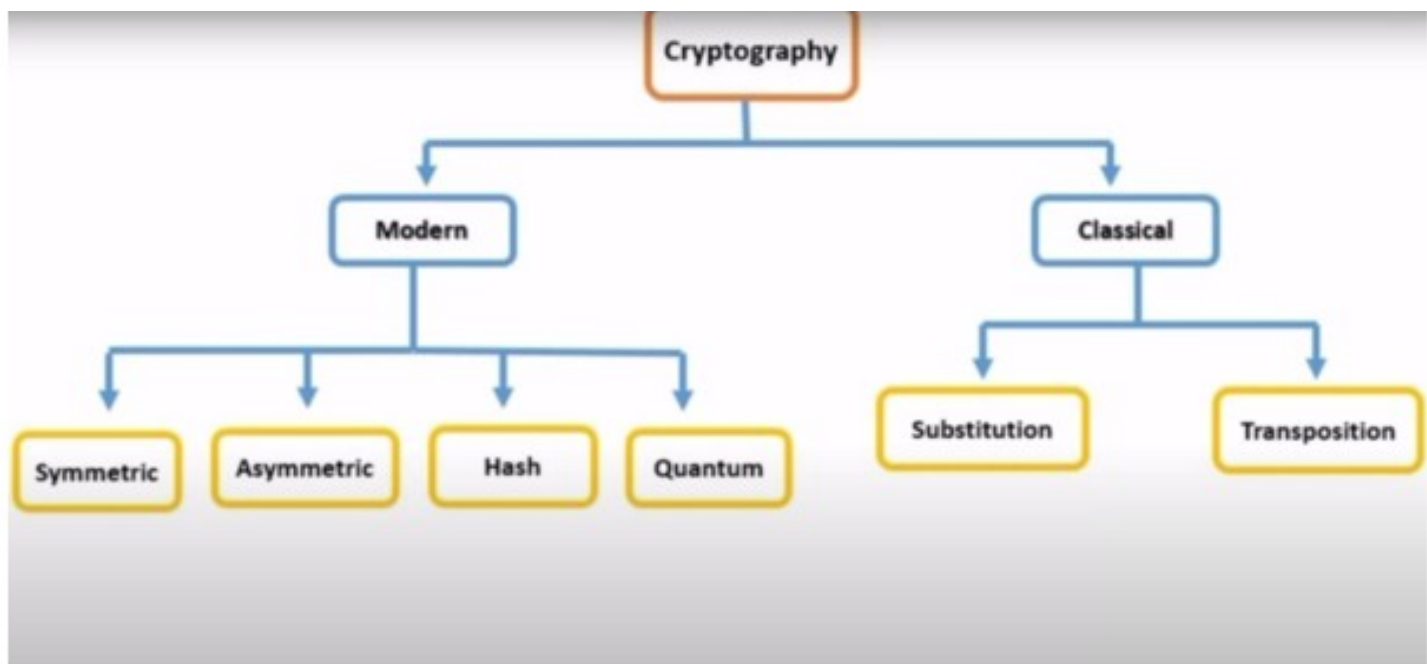 Cryptography
Modern
Classical
Symmetric
Asymmetric
Hash
Quantum
Substitution
Transposition